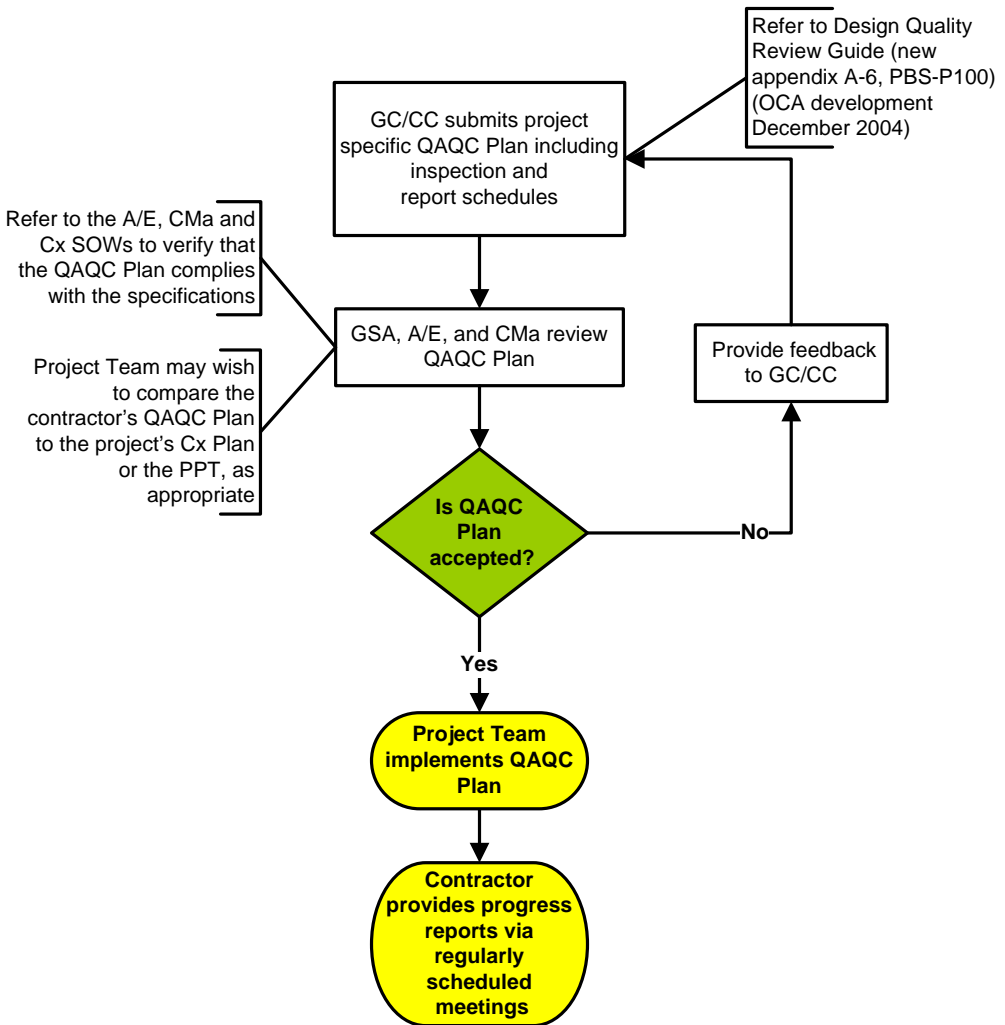 Refer to Design Quality
Review Guide (new
appendix A-6, PBS-P100)
(OCA development
December 2004)
GC/CC submits project
specific QAQC Plan including
inspection and
report schedules
Refer to the A/E, CMa and
Cx SOWs to verify that
the QAQC Plan complies
with the specifications
GSA, A/E, and CMa review
QAQC Plan
Provide feedback
to GC/CC
Project Team may wish
to compare the
contractor's QAQC Plan
to the project's Cx Plan
or the PPT, as
appropriate
Is QAQC
Plan
accepted?
No
Yes
Project Team
implements QAQC
Plan
Contractor
provides progress
reports via
regularly
scheduled
meetings